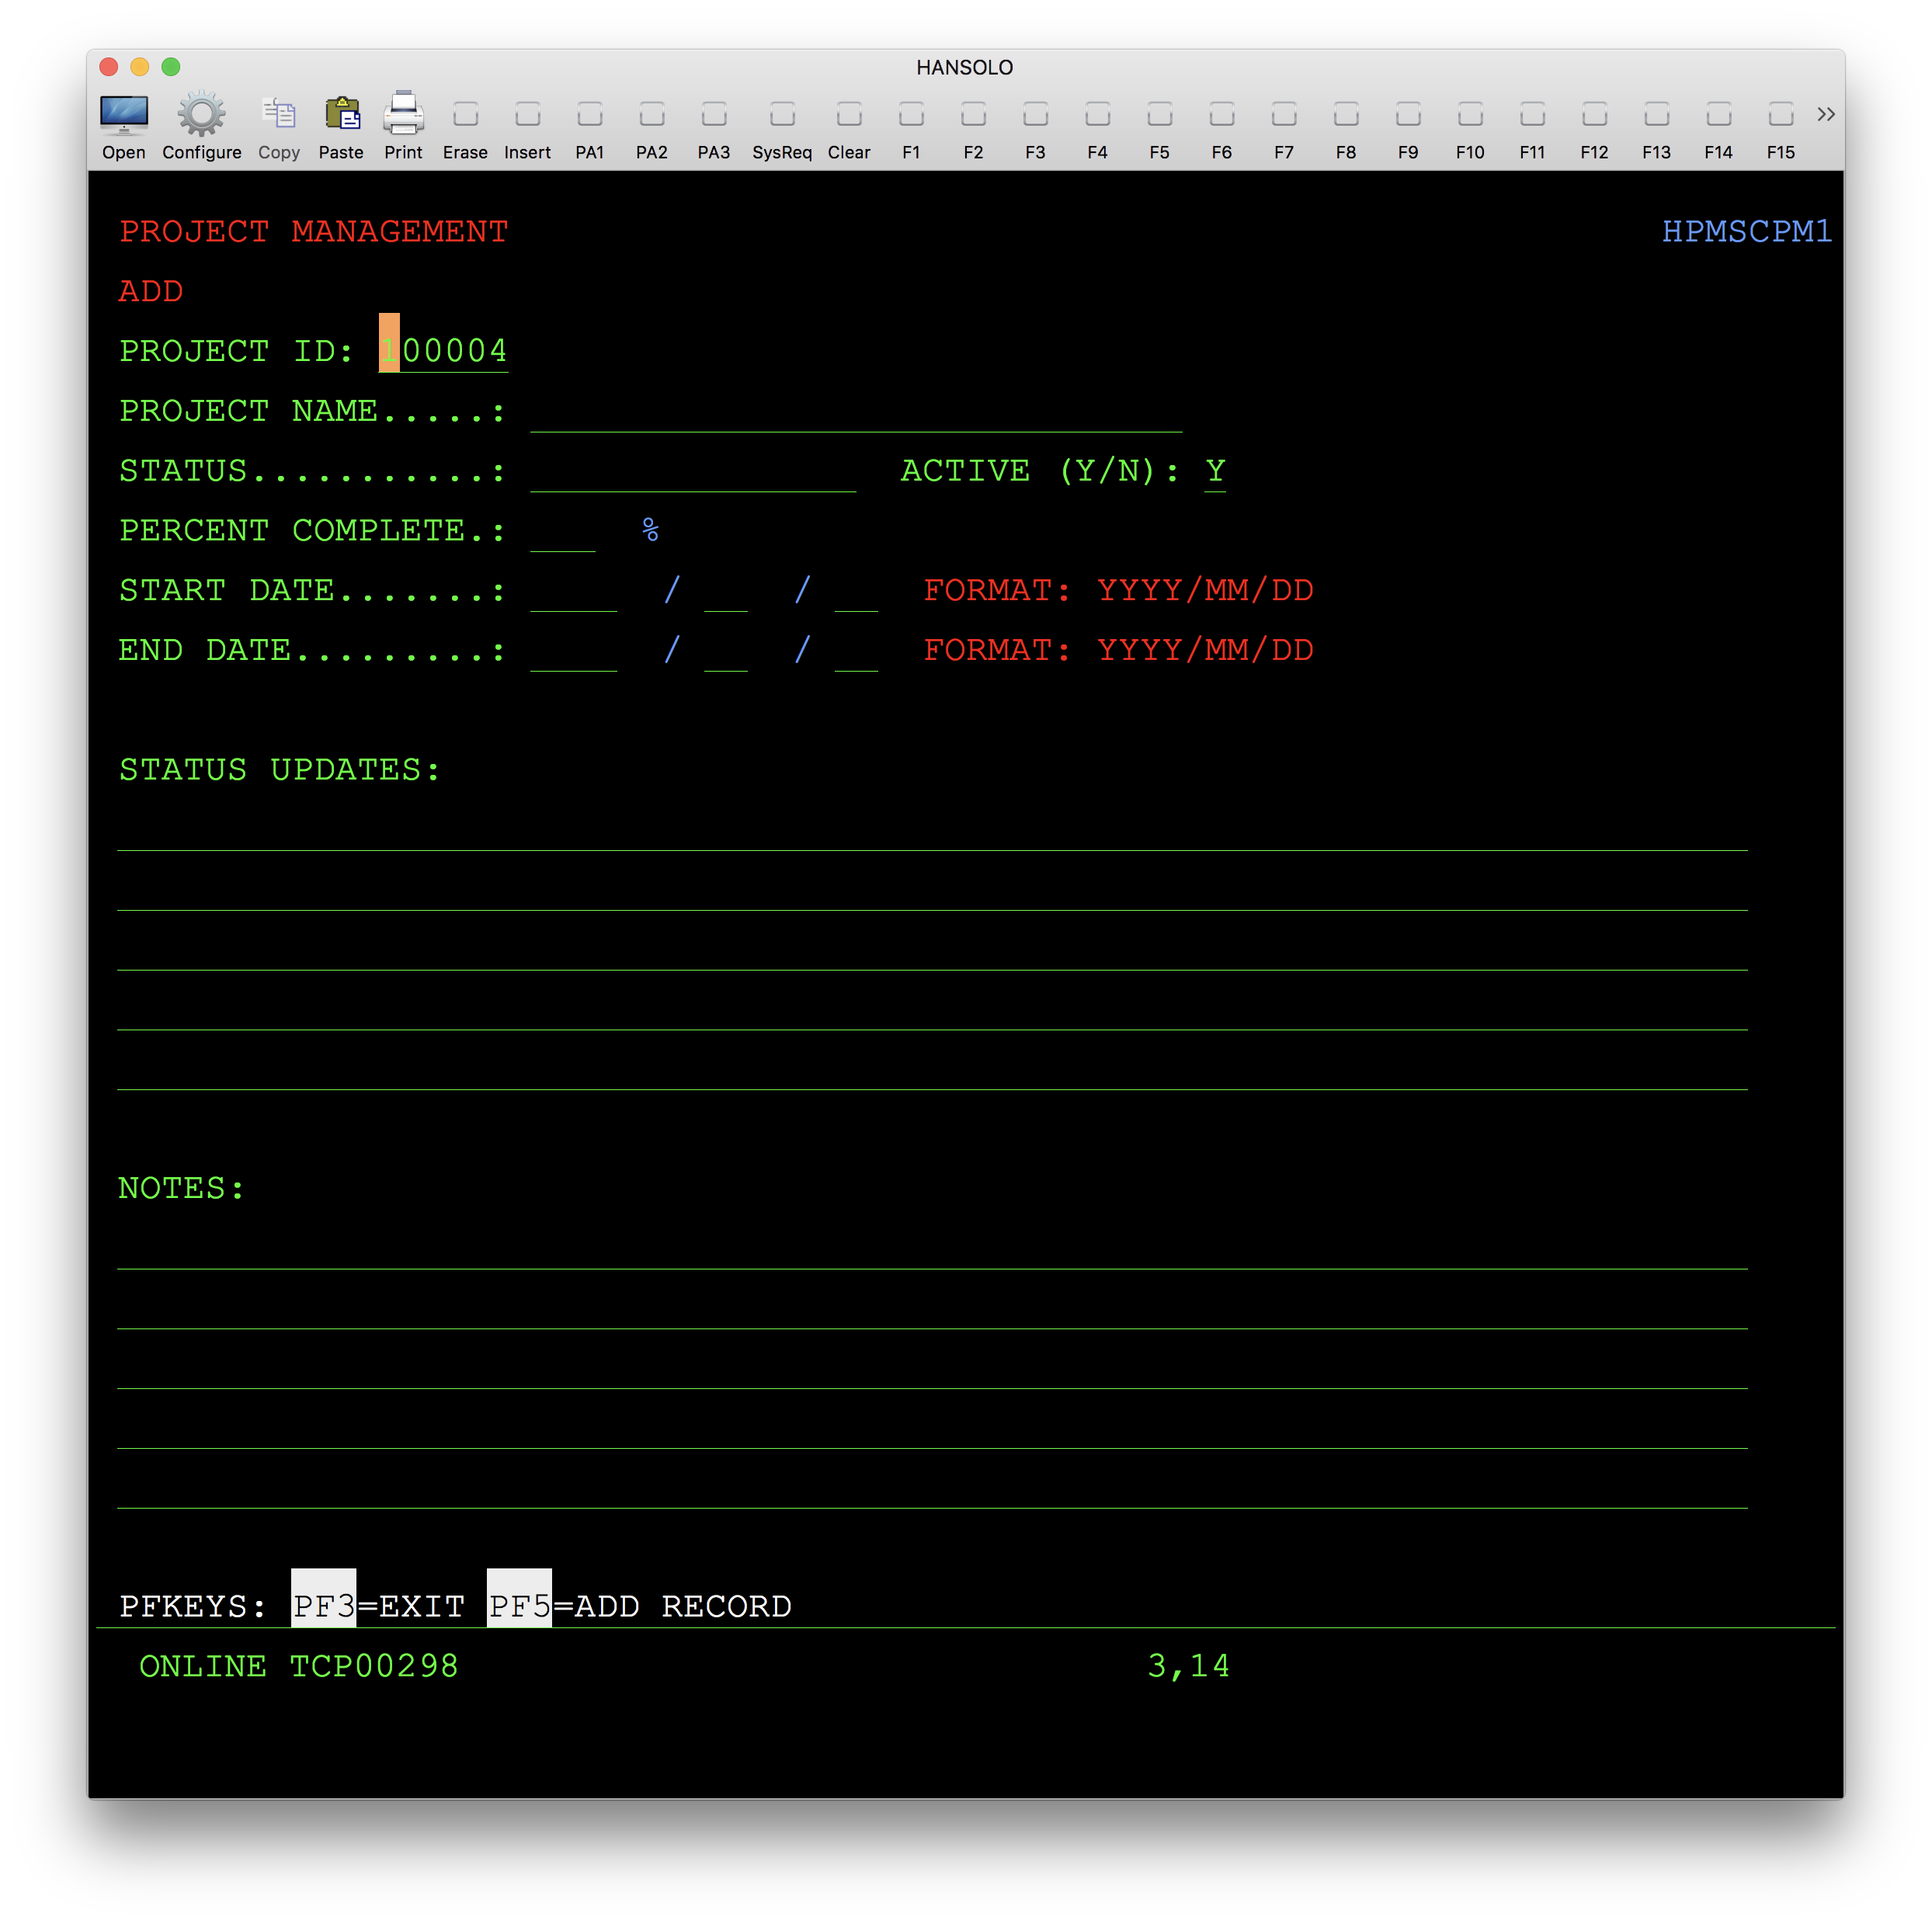 HANSOLO
Open Configure Copy Paste Print Erase Insert PA1 PA2 PA3 SysReq Clear F1 F2 F3 F4 F5 F6 F7 F8 F9 F10 F11 F12 F13 F14 F15
PROJECT MANAGEMENT HPMSCPM1
ADD
PROJECT ID: 100004
PROJECT NAME.....:
STATUS...........: ACTIVE (Y/N): Y
PERCENT COMPLETE.: %
START DATE.......: / / FORMAT: YYYY/MM/DD
END DATE.........: / / FORMAT: YYYY/MM/DD
STATUS UPDATES:
NOTES:
PFKEYS: PF3=EXIT PF5=ADD RECORD
ONLINE TCP00298 3,14